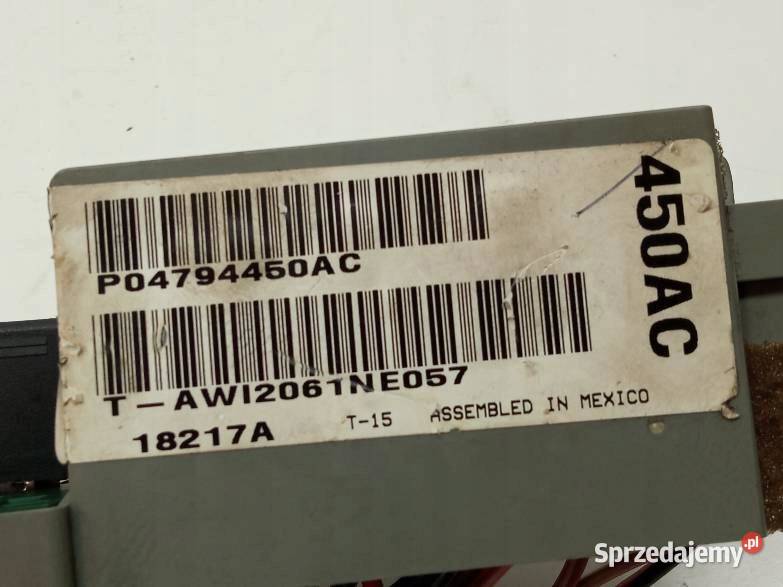 P04794450AC
T-AWI2061NE057
18217A T-15 ASSEMBLED IN MEXICO
450AC
Sprzedajemy.pl